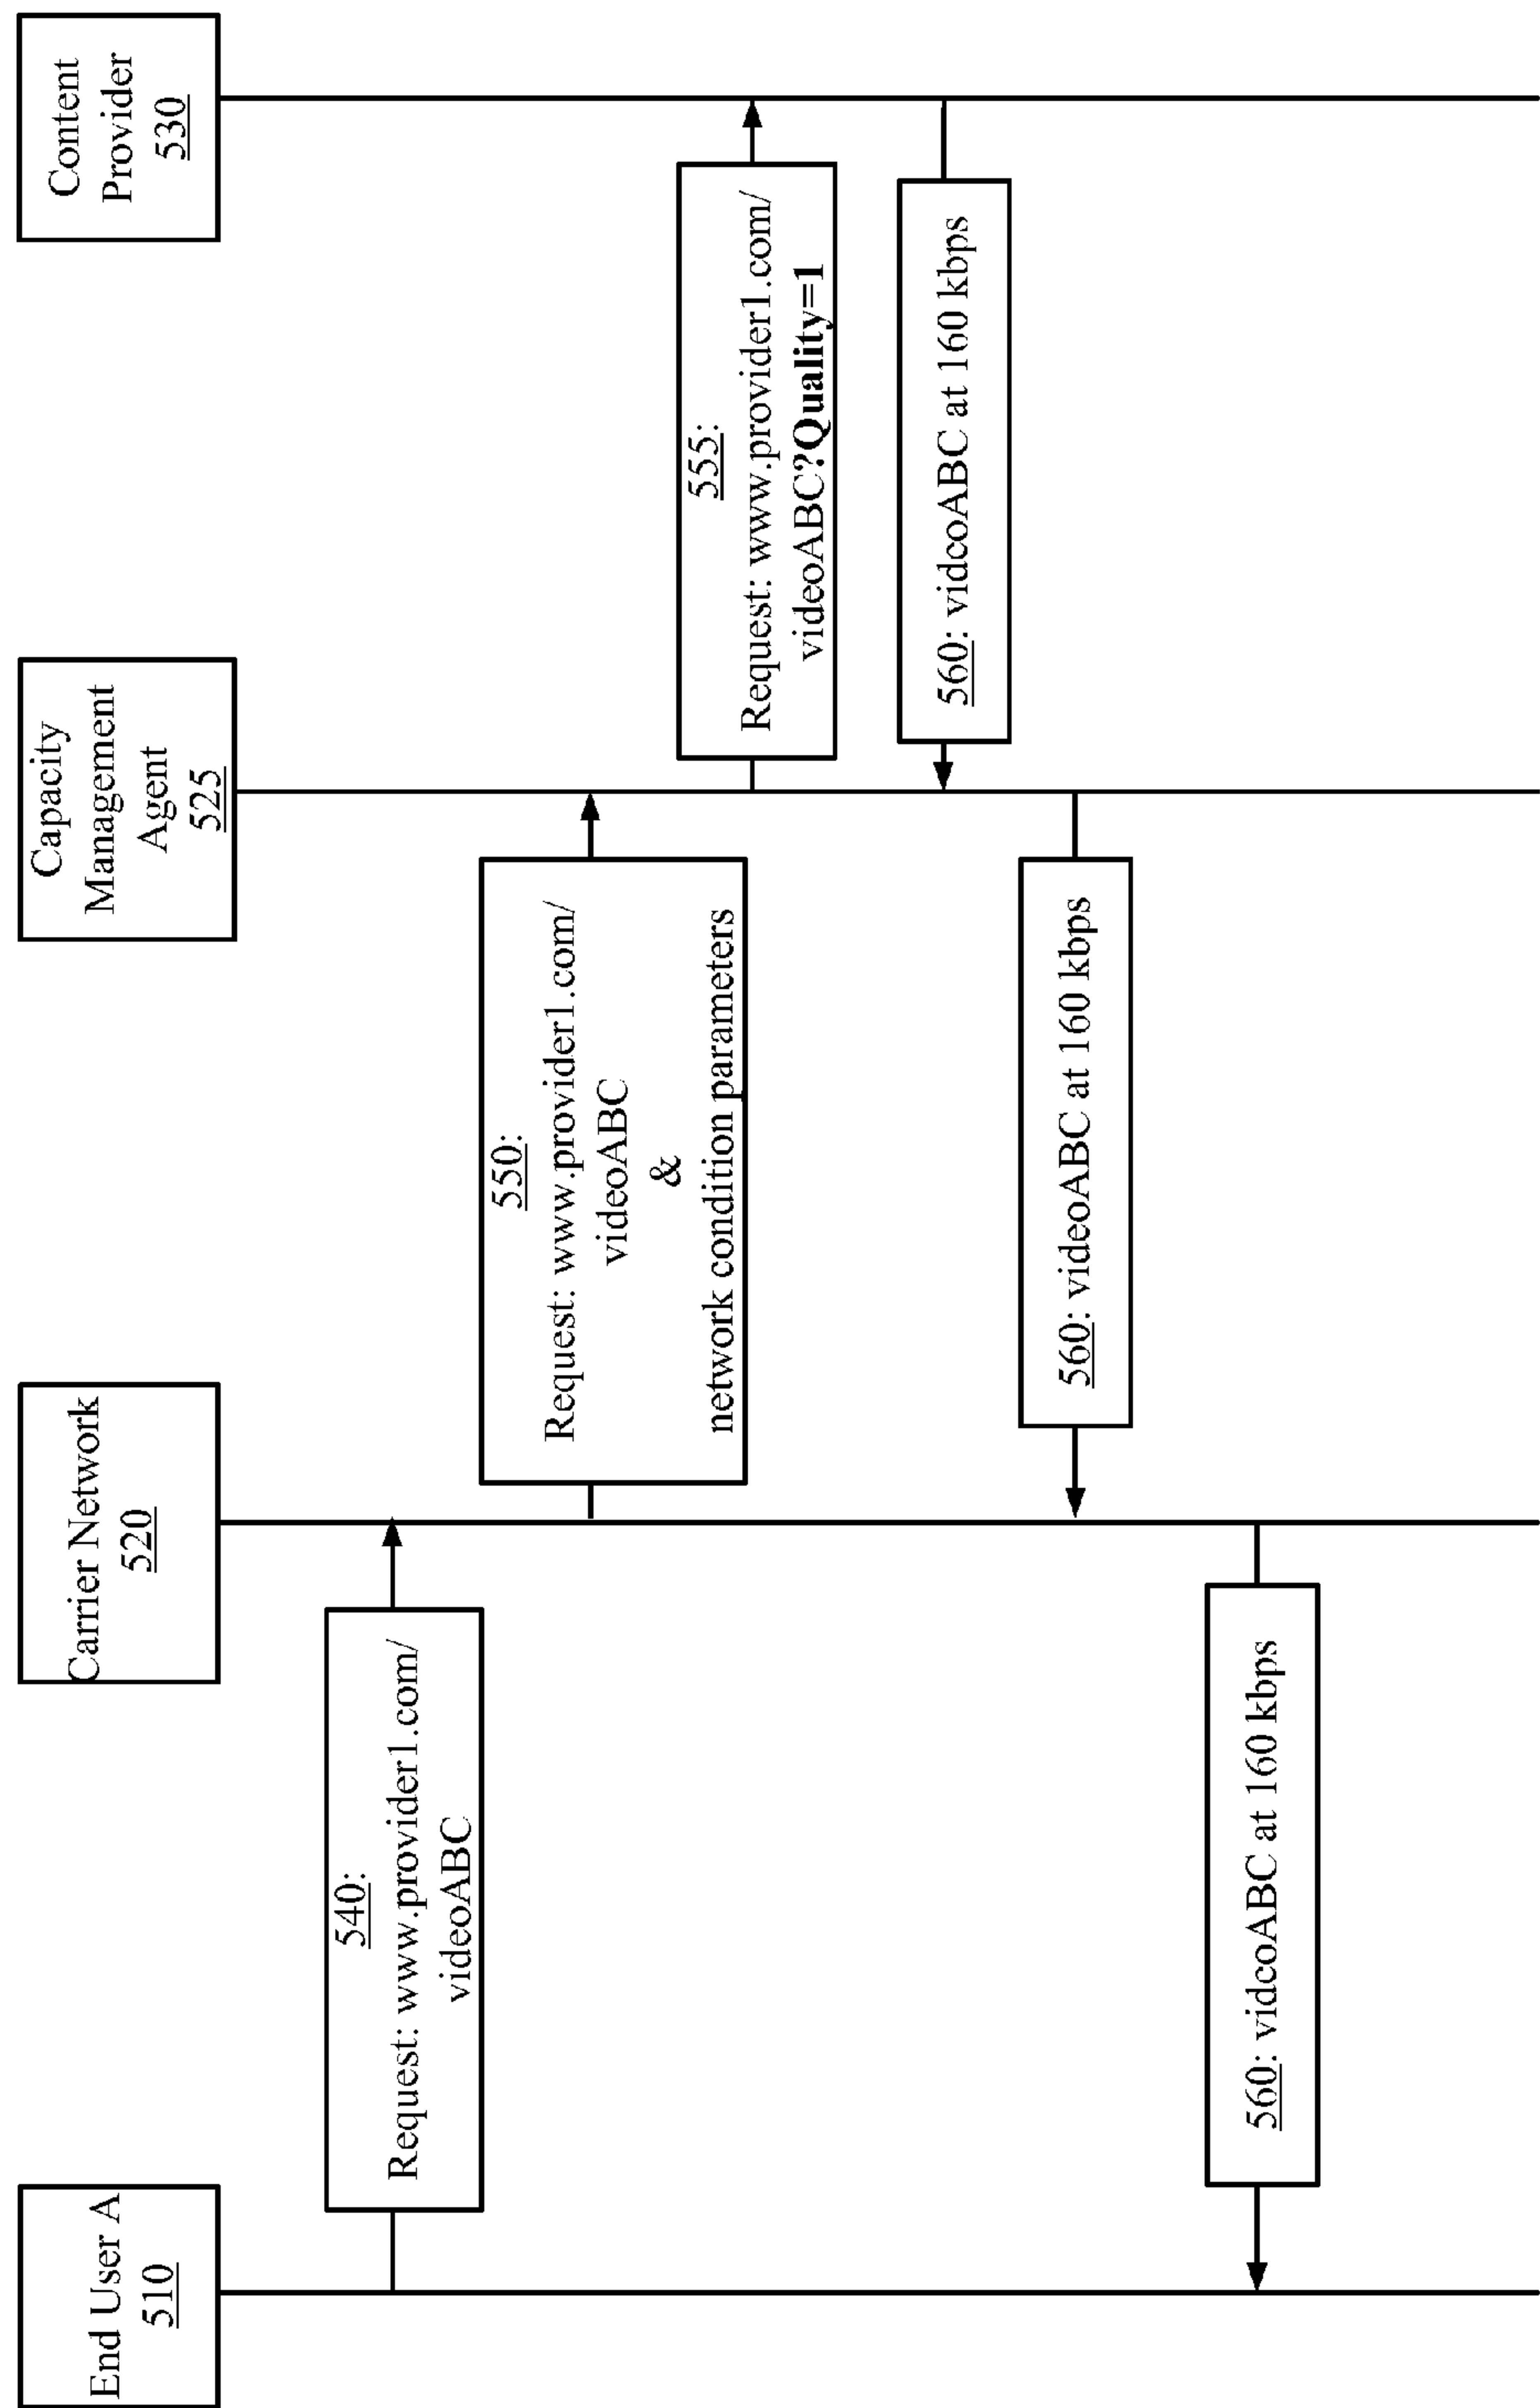 End User A
510
Carrier Network
520
Capacity
Management
Agent
525
Content
Provider
530
540:
Request: www.provider1.com/
videoABC
550:
Request: www.provider1.com/
videoABC
&
network condition parameters
555:
Request: www.provider1.com/
videoABC?Quality=1
560: videoABC at 160 kbps
560: videoABC at 160 kbps
560: videoABC at 160 kbps